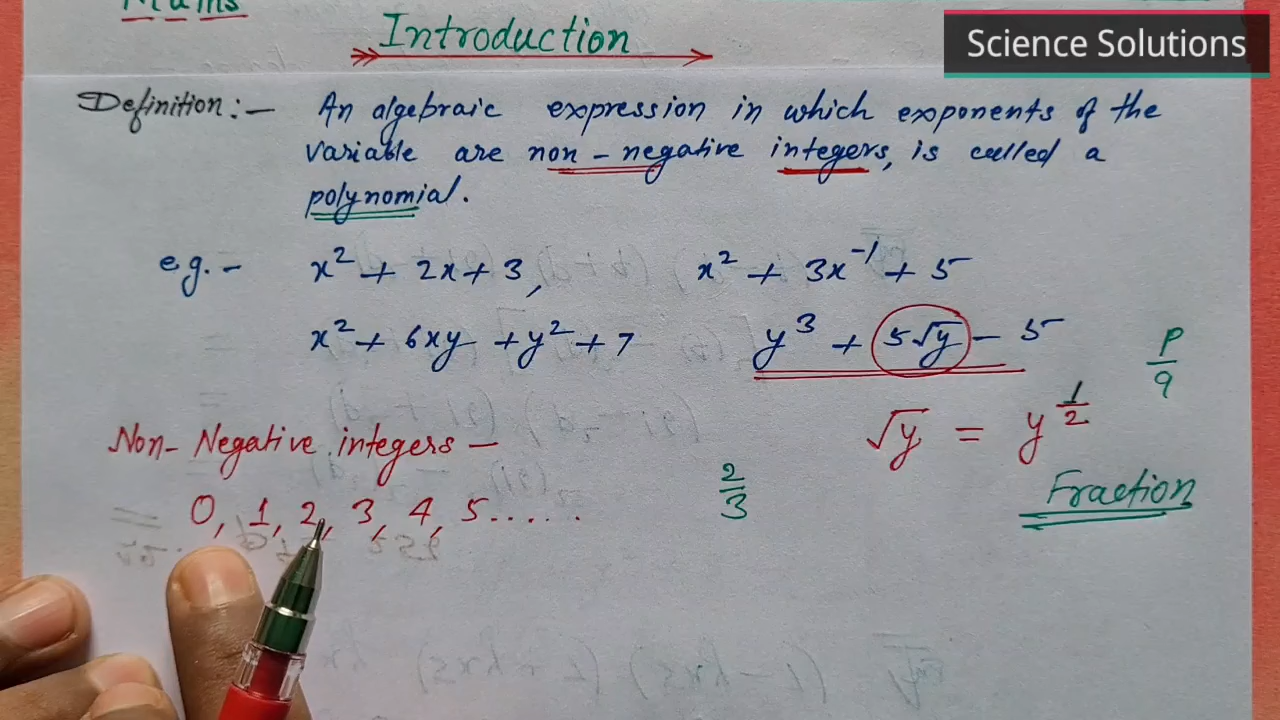 Maths
Introduction
Science Solutions
Definition:- An algebraic expression in which exponents of the
variable are non-negative integers, is called a
polynomial.
e.g.- x² + 2x + 3, x² + 3x⁻¹ + 5
x² + 6xy + y² + 7 y³ + 5√y - 5
p/q
√y = y^1/2
Non-Negative integers -
2/3
Fraction
0, 1, 2, 3, 4, 5......